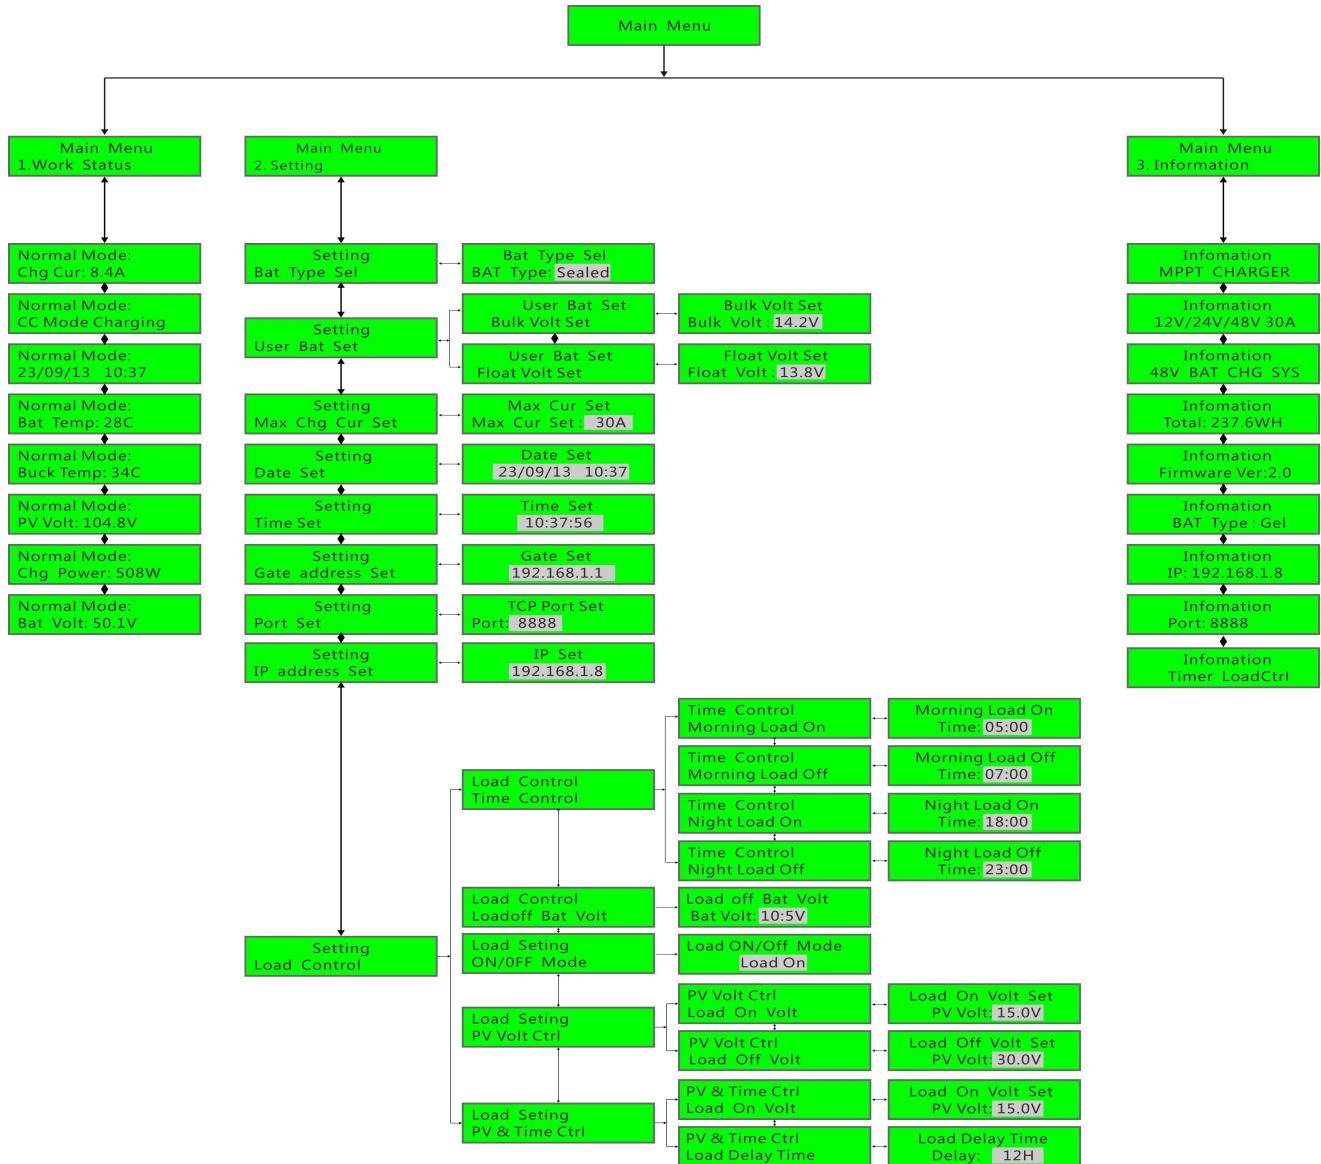 Main Menu
Main Menu
1.Work Status
Main Menu
2. Setting
Main Menu
3. Information
Normal Mode:
Chg Cur: 8.4A
Normal Mode:
CC Mode Charging
Normal Mode:
23/09/13 10:37
Normal Mode:
Bat Temp: 28C
Normal Mode:
Buck Temp: 34C
Normal Mode:
PV Volt: 104.8V
Normal Mode:
Chg Power: 508W
Normal Mode:
Bat Volt: 50.1V
Setting
Bat Type Sel
Bat Type Sel
BAT Type: Sealed
Setting
User Bat Set
User Bat Set
Bulk Volt Set
Bulk Volt Set
Bulk Volt : 14.2V
User Bat Set
Float Volt Set
Float Volt Set
Float Volt : 13.8V
Setting
Max Chg Cur Set
Max Cur Set
Max Cur Set : 30A
Setting
Date Set
Date Set
23/09/13 10:37
Setting
Time Set
Time Set
10:37:56
Setting
Gate address Set
Gate Set
192.168.1.1
Setting
Port Set
TCP Port Set
Port: 8888
Setting
IP address Set
IP Set
192.168.1.8
Setting
Load Control
Load Control
Time Control
Time Control
Morning Load On
Morning Load On
Time: 05:00
Time Control
Morning Load Off
Morning Load Off
Time: 07:00
Time Control
Night Load On
Night Load On
Time: 18:00
Time Control
Night Load Off
Night Load Off
Time: 23:00
Load Control
Loadoff Bat Volt
Load off Bat Volt
Bat Volt: 10:5V
Load Seting
ON/0FF Mode
Load ON/Off Mode
Load On
Load Seting
PV Volt Ctrl
PV Volt Ctrl
Load On Volt
Load On Volt Set
PV Volt: 15.0V
PV Volt Ctrl
Load Off Volt
Load Off Volt Set
PV Volt: 30.0V
Load Seting
PV & Time Ctrl
PV & Time Ctrl
Load On Volt
Load On Volt Set
PV Volt: 15.0V
PV & Time Ctrl
Load Delay Time
Load Delay Time
Delay: 12H
Infomation
MPPT CHARGER
Infomation
12V/24V/48V 30A
Infomation
48V BAT CHG SYS
Infomation
Total: 237.6WH
Infomation
Firmware Ver:2.0
Infomation
BAT Type : Gel
Infomation
IP: 192.168.1.8
Infomation
Port: 8888
Infomation
Timer LoadCtrl